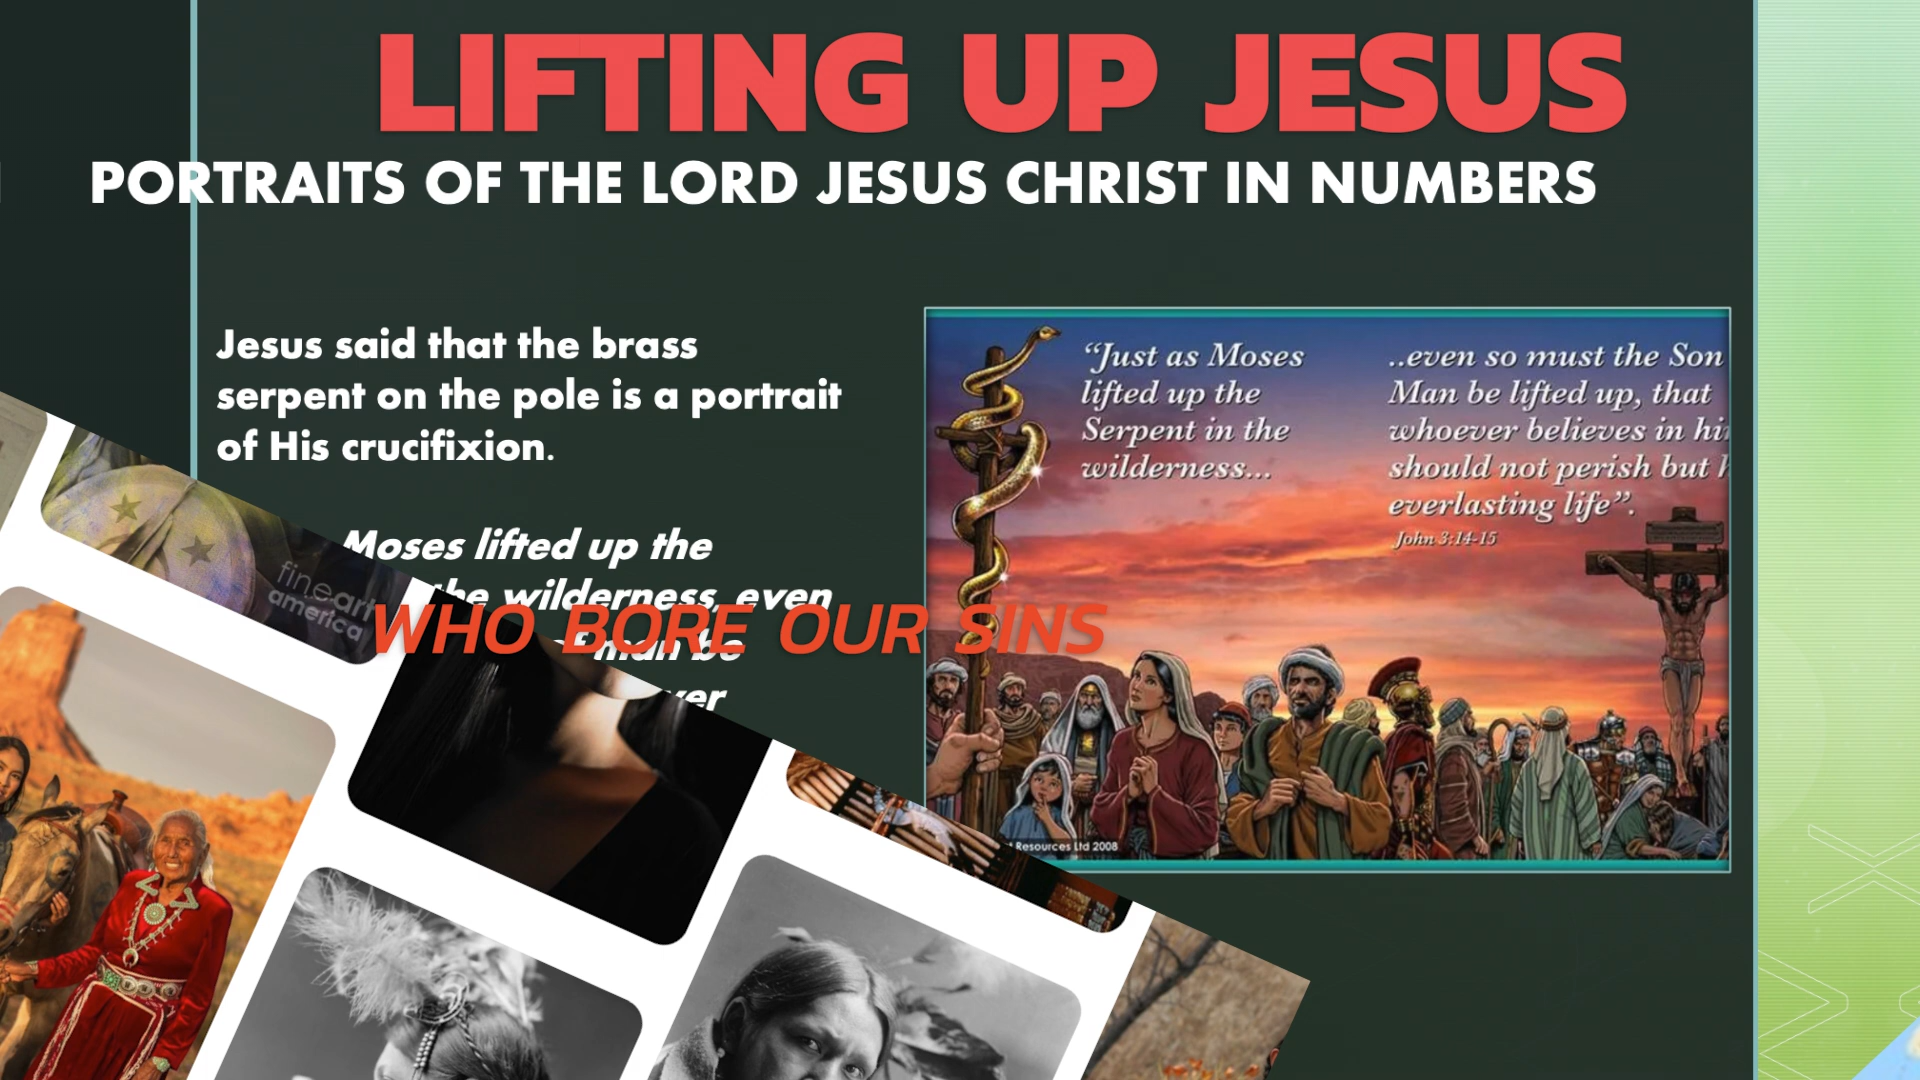 LIFTING UP JESUS
PORTRAITS OF THE LORD JESUS CHRIST IN NUMBERS
Jesus said that the brass
serpent on the pole is a portrait
of His crucifixion.
Moses lifted up the
the wilderness, even
of man be
WHO BORE OUR SINS
“Just as Moses
lifted up the
Serpent in the
wilderness...
..even so must the Son
Man be lifted up, that
whoever believes in
should not perish but
everlasting life”.
John 3:14-15
Resources Ltd 2008
fineart
america